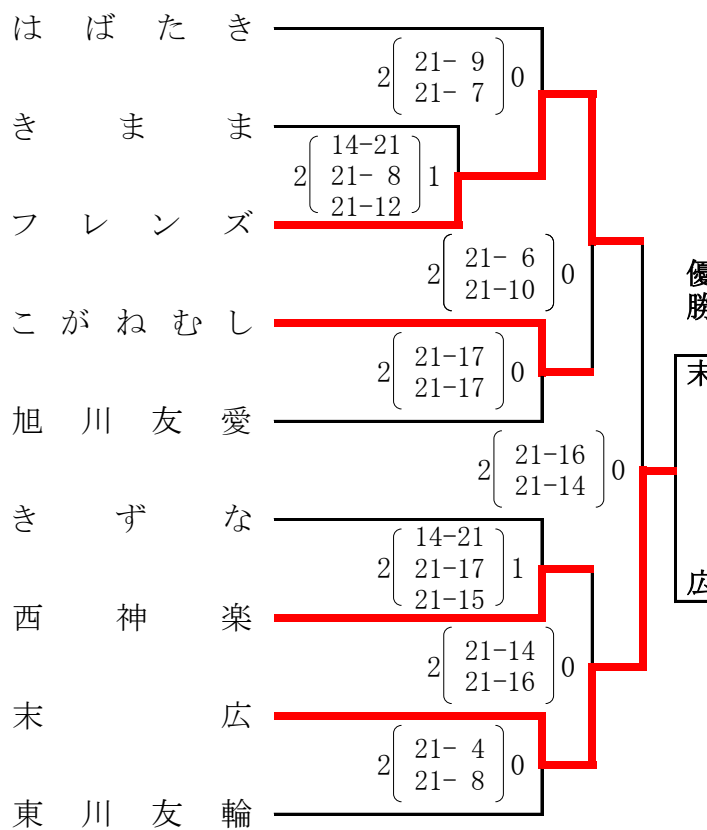 はばたき
2 21- 9 0
21- 7
きまま
14-21
2 21- 8 1
21-12
フレンズ
2 21- 6 0
21-10
優勝
こがねむし
2 21-17 0
21-17
末広
旭川友愛
2 21-16 0
21-14
きずな
14-21
2 21-17 1
21-15
西神楽
2 21-14 0
21-16
末広
2 21- 4 0
21- 8
東川友輪